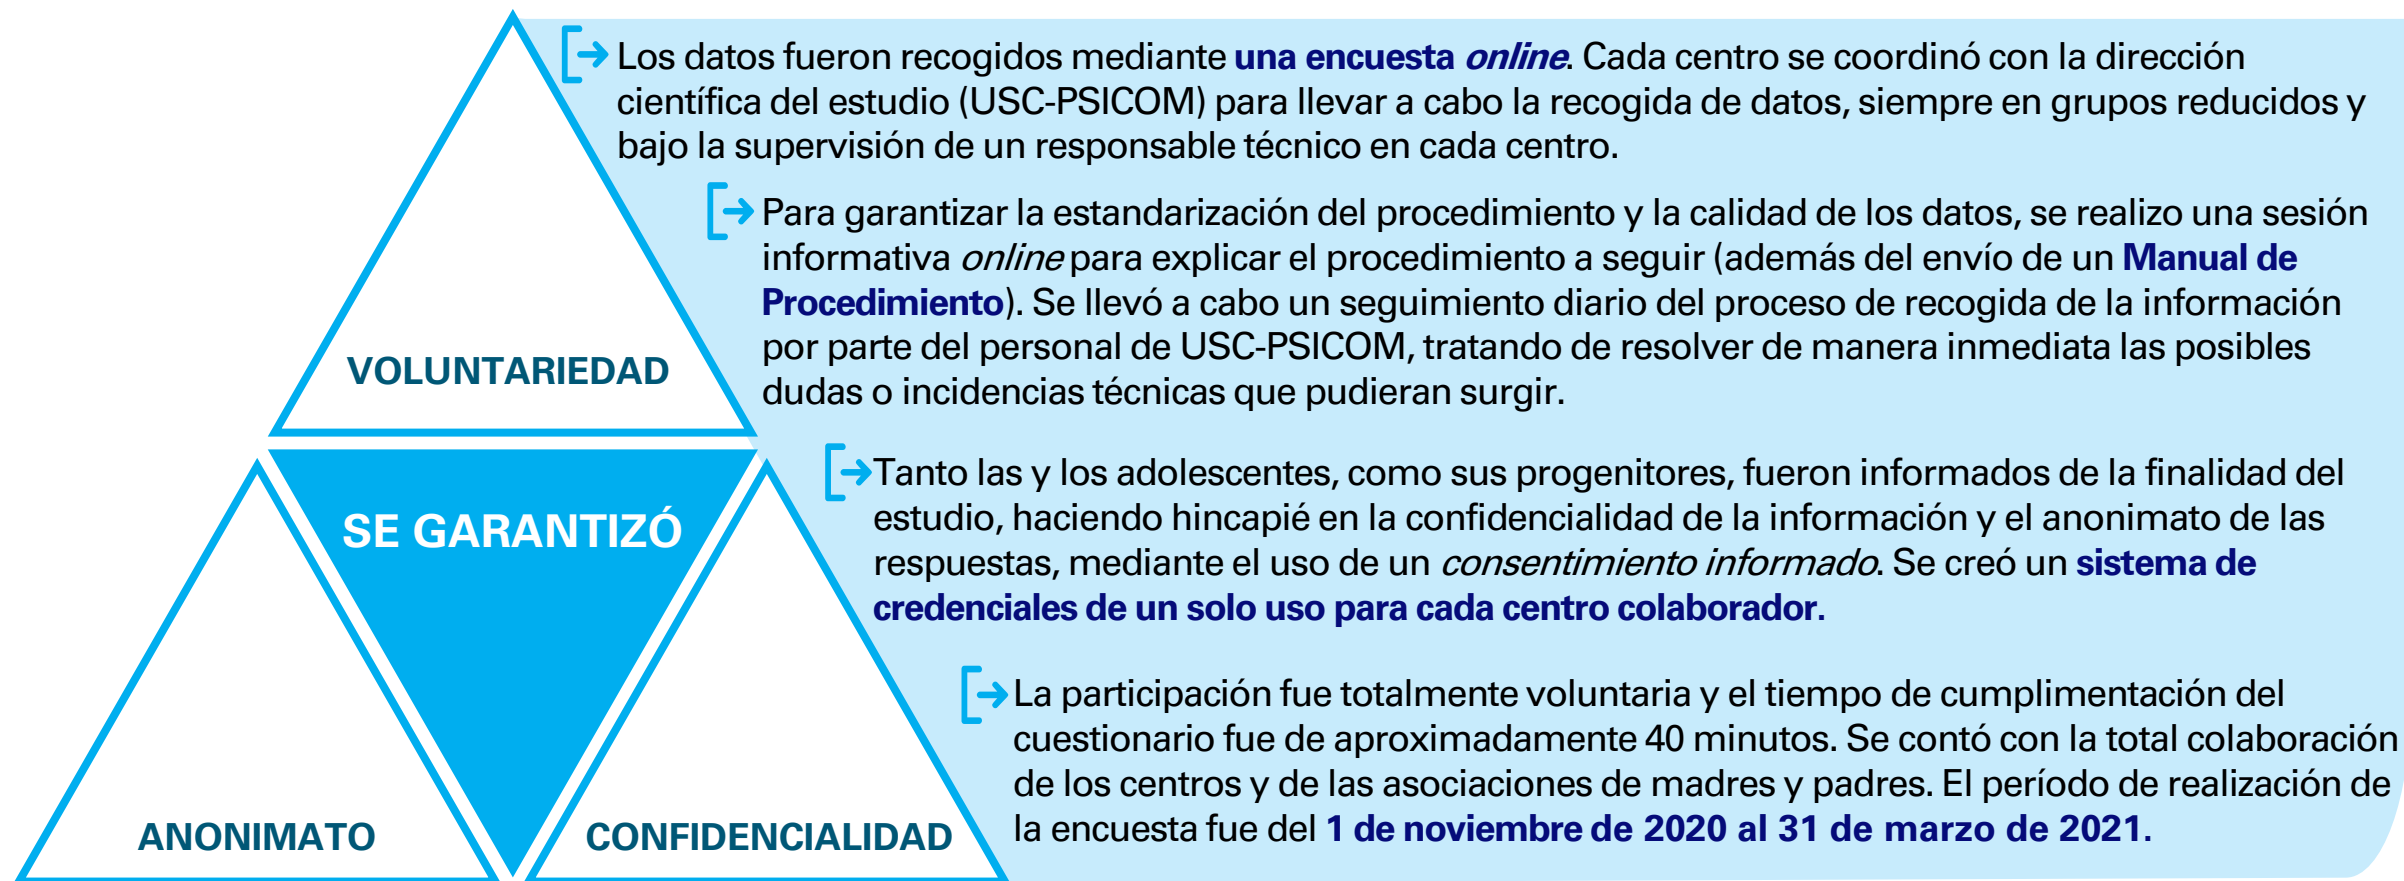 Los datos fueron recogidos mediante una encuesta online. Cada centro se coordinó con la dirección
científica del estudio (USC-PSICOM) para llevar a cabo la recogida de datos, siempre en grupos reducidos y
bajo la supervisión de un responsable técnico en cada centro.
Para garantizar la estandarización del procedimiento y la calidad de los datos, se realizo una sesión
informativa online para explicar el procedimiento a seguir (además del envío de un Manual de
Procedimiento). Se llevó a cabo un seguimiento diario del proceso de recogida de la información
por parte del personal de USC-PSICOM, tratando de resolver de manera inmediata las posibles
dudas o incidencias técnicas que pudieran surgir.
VOLUNTARIEDAD
Tanto las y los adolescentes, como sus progenitores, fueron informados de la finalidad del
estudio, haciendo hincapié en la confidencialidad de la información y el anonimato de las
respuestas, mediante el uso de un consentimiento informado. Se creó un sistema de
credenciales de un solo uso para cada centro colaborador.
SE GARANTIZÓ
La participación fue totalmente voluntaria y el tiempo de cumplimentación del
cuestionario fue de aproximadamente 40 minutos. Se contó con la total colaboración
de los centros y de las asociaciones de madres y padres. El período de realización de
la encuesta fue del 1 de noviembre de 2020 al 31 de marzo de 2021.
ANONIMATO
CONFIDENCIALIDAD